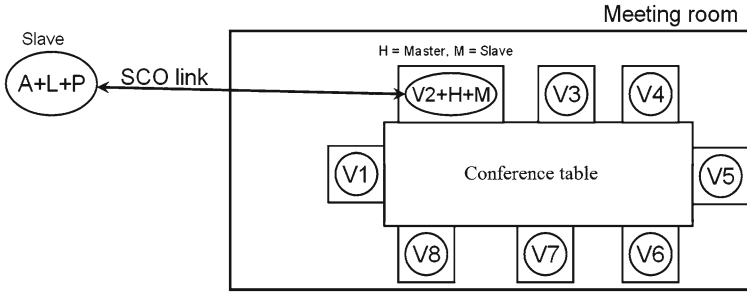 Meeting room
Slave
H = Master, M = Slave
A+L+P
SCO link
V2+H+M
V3
V4
V1
Conference table
V5
V8
V7
V6